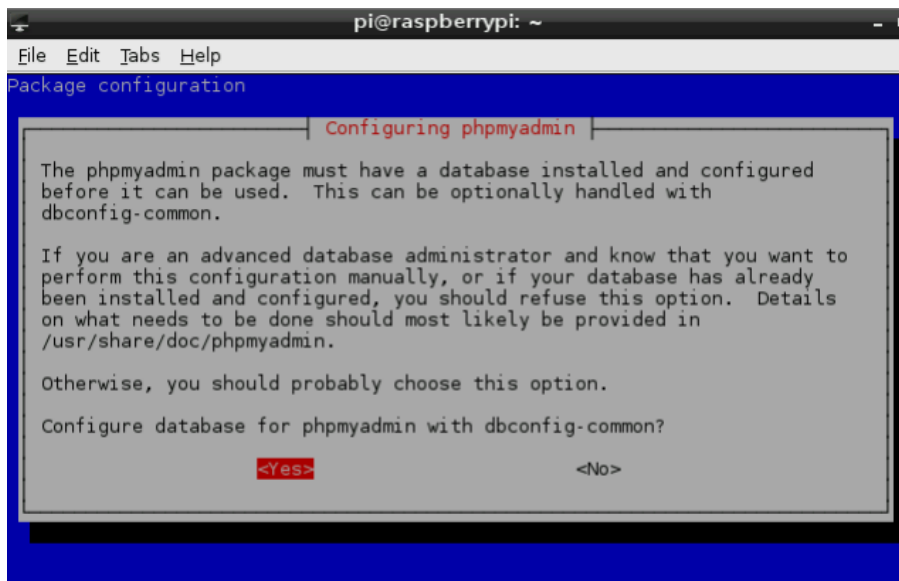 pi@raspberrypi: ~
File Edit Tabs Help
Package configuration
Configuring phpmyadmin
The phpmyadmin package must have a database installed and configured
before it can be used.  This can be optionally handled with
dbconfig-common.
If you are an advanced database administrator and know that you want to
perform this configuration manually, or if your database has already
been installed and configured, you should refuse this option.  Details
on what needs to be done should most likely be provided in
/usr/share/doc/phpmyadmin.
Otherwise, you should probably choose this option.
Configure database for phpmyadmin with dbconfig-common?
<Yes> <No>